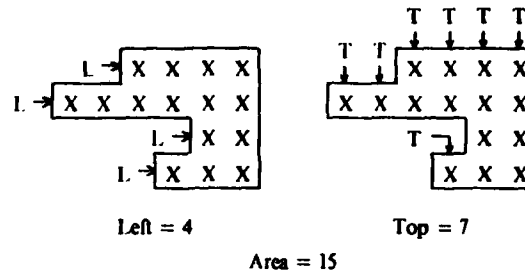 T T T T
T T
L X X X X X X X X
L X X X X X X X X X X X X
L X X T X X
L X X X X X X
Left = 4 Top = 7
Area = 15